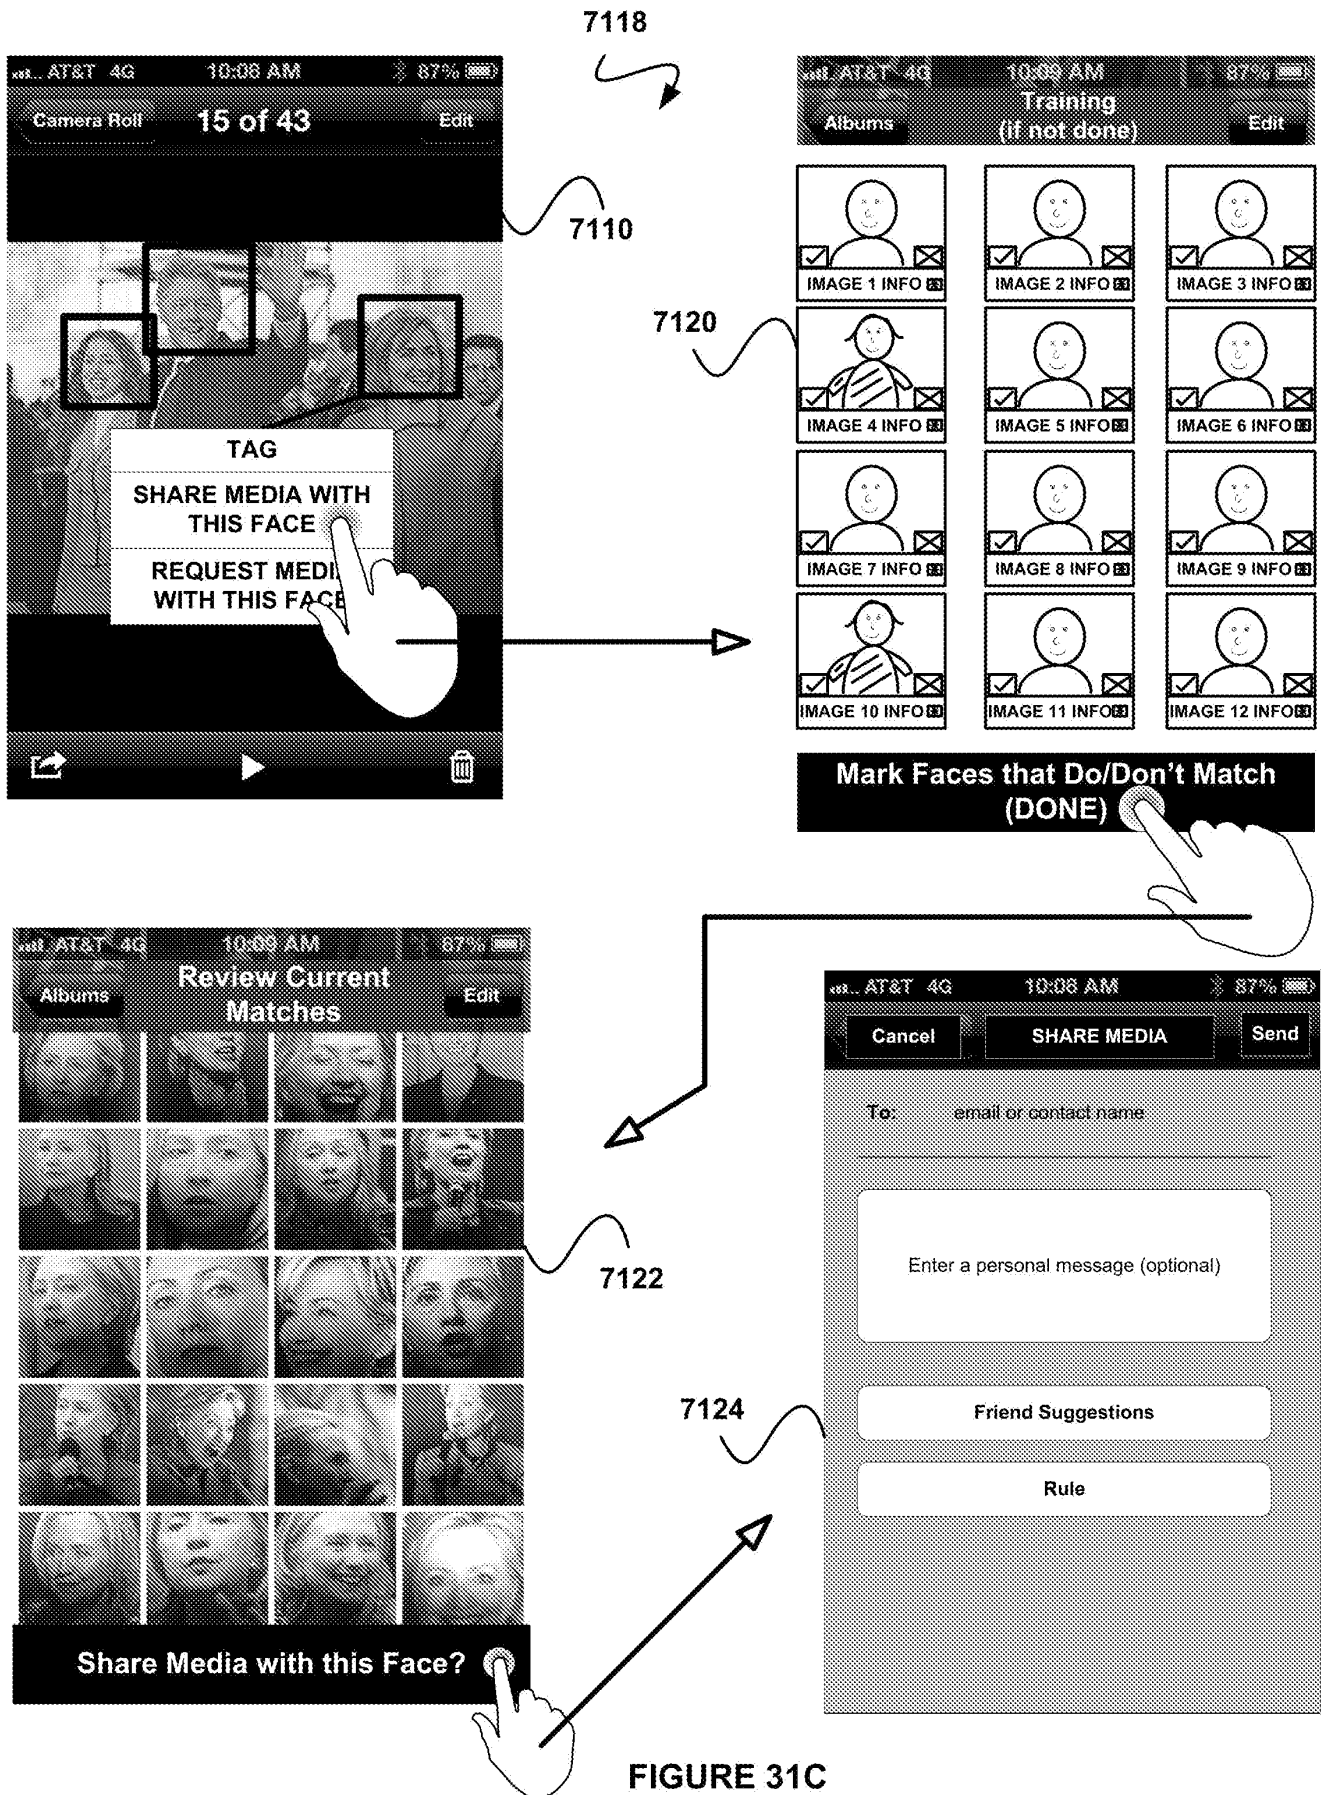 7118
AT&T 4G 10:08 AM 87%
Camera Roll 15 of 43 Edit
7110
TAG
SHARE MEDIA WITH
THIS FACE
REQUEST MEDI
WITH THIS FACE
AT&T 4G 10:09 AM 87%
Albums Training Edit
(if not done)
IMAGE 1 INFO IMAGE 2 INFO IMAGE 3 INFO
7120
IMAGE 4 INFO IMAGE 5 INFO IMAGE 6 INFO
IMAGE 7 INFO IMAGE 8 INFO IMAGE 9 INFO
IMAGE 10 INFO IMAGE 11 INFO IMAGE 12 INFO
Mark Faces that Do/Don't Match
(DONE)
AT&T 4G 10:09 AM 87%
Albums Review Current Edit
Matches
7122
Share Media with this Face?
AT&T 4G 10:08 AM 87%
Cancel SHARE MEDIA Send
To: email or contact name
Enter a personal message (optional)
7124
Friend Suggestions
Rule
FIGURE 31C